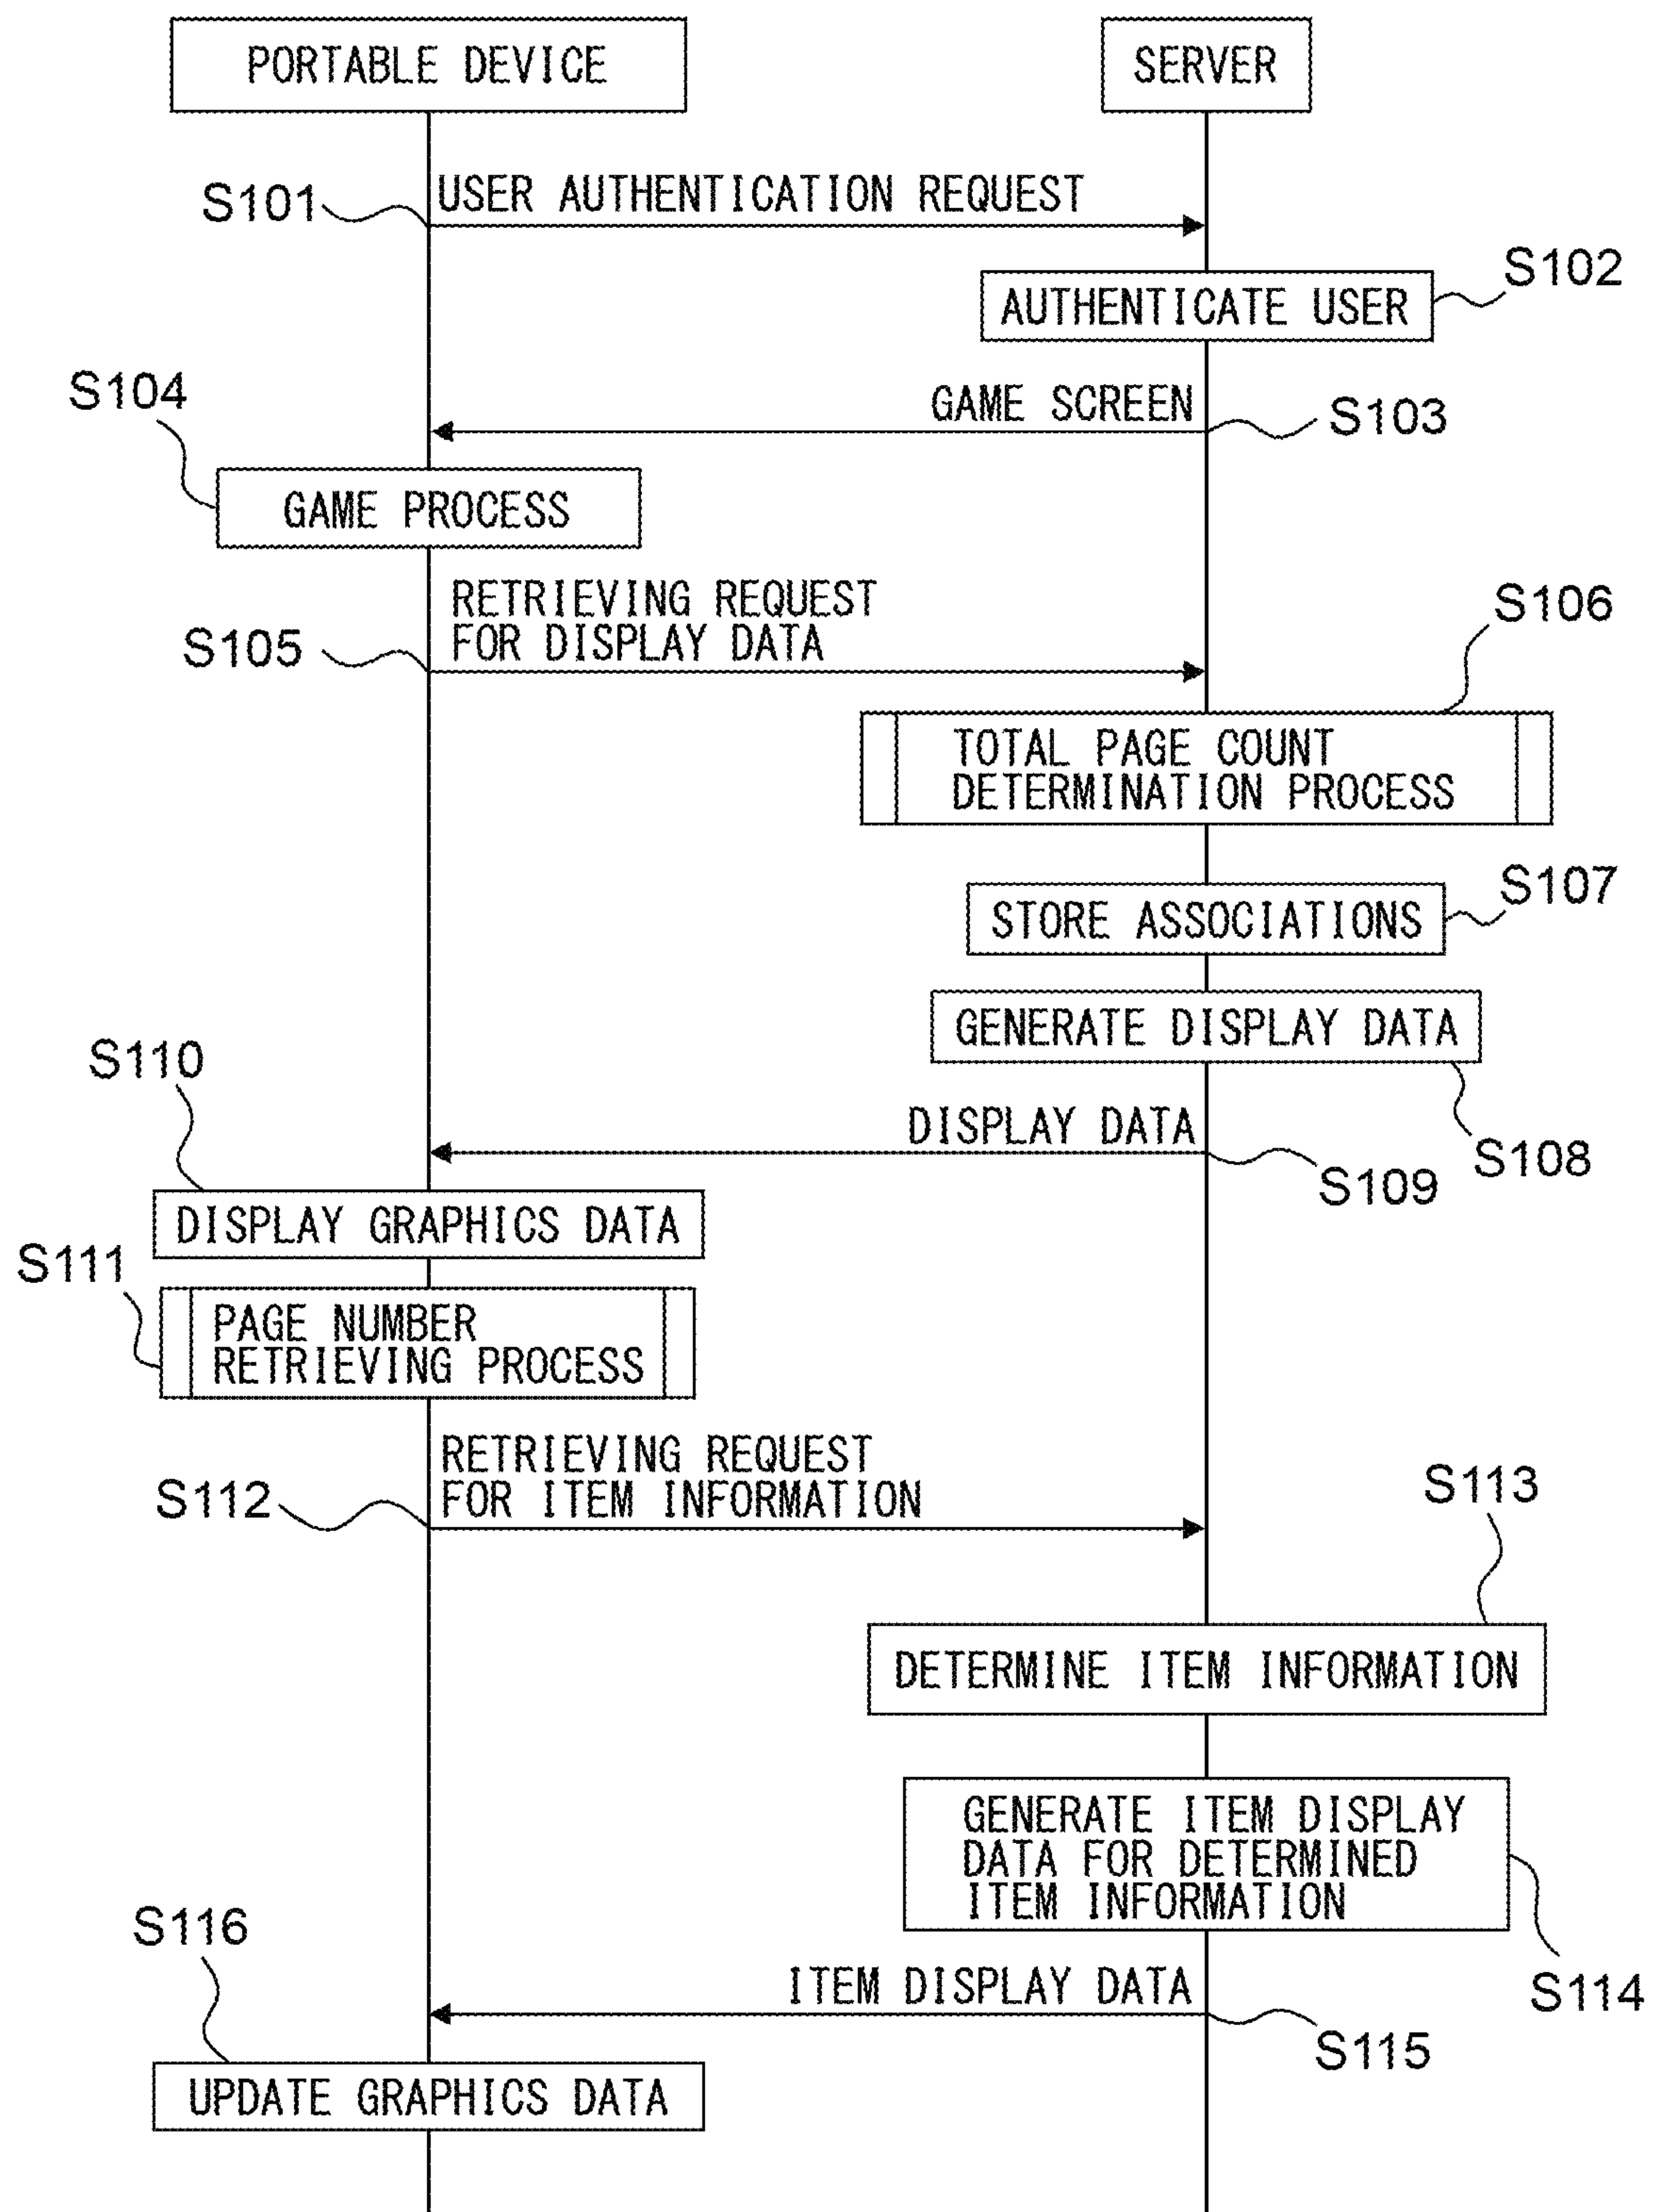 PORTABLE DEVICE
SERVER
S101
USER AUTHENTICATION REQUEST
S102
AUTHENTICATE USER
S104
GAME SCREEN
S103
GAME PROCESS
RETRIEVING REQUEST
FOR DISPLAY DATA
S105
S106
TOTAL PAGE COUNT
DETERMINATION PROCESS
S107
STORE ASSOCIATIONS
GENERATE DISPLAY DATA
S110
DISPLAY DATA
S108
S109
DISPLAY GRAPHICS DATA
S111
PAGE NUMBER
RETRIEVING PROCESS
RETRIEVING REQUEST
FOR ITEM INFORMATION
S112
S113
DETERMINE ITEM INFORMATION
GENERATE ITEM DISPLAY
DATA FOR DETERMINED
ITEM INFORMATION
S116
ITEM DISPLAY DATA
S114
S115
UPDATE GRAPHICS DATA